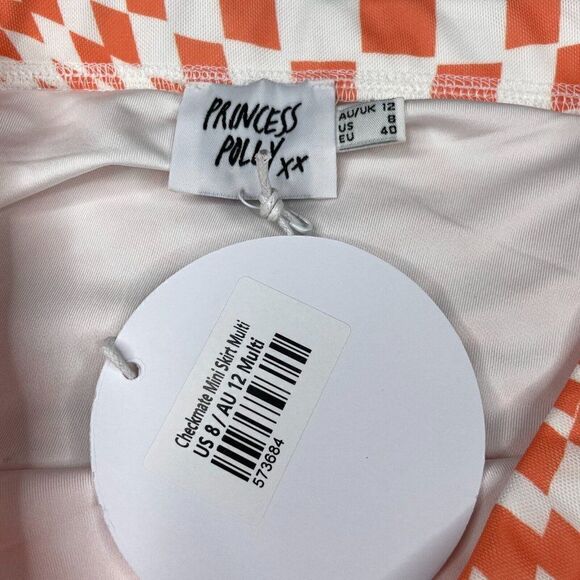 PRINCESS
POLLY xx
AU/UK 12
US 8
EU 40
Checkmate Mini Skirt Multi
US 8 / AU 12 Multi
573684